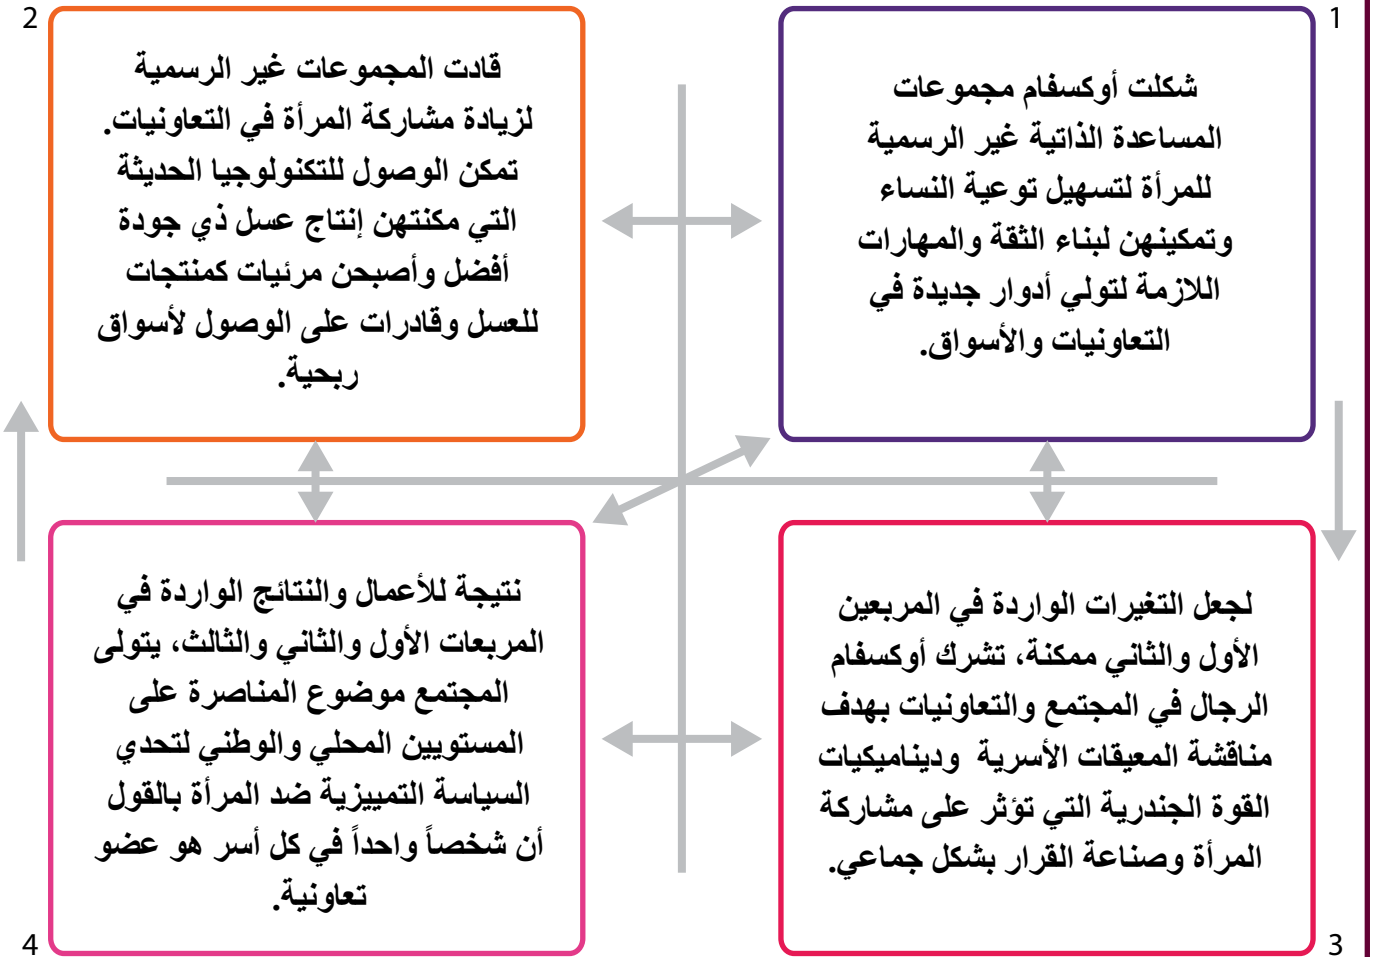 1
شكلت أوكسفام مجموعات
المساعدة الذاتية غير الرسمية
للمرأة لتسهيل توعية النساء
وتمكينهن لبناء الثقة والمهارات
اللازمة لتولي أدوار جديدة في
التعاونيات والأسواق.
2
قادت المجموعات غير الرسمية
لزيادة مشاركة المرأة في التعاونيات.
تمكن الوصول للتكنولوجيا الحديثة
التي مكنتهن إنتاج عسل ذي جودة
أفضل وأصبحن مرئيات كمنتجات
للعسل وقادرات على الوصول لأسواق
ربحية.
لجعل التغيرات الواردة في المربعين
الأول والثاني ممكنة، تشرك أوكسفام
الرجال في المجتمع والتعاونيات بهدف
مناقشة المعيقات الأسرية وديناميكيات
القوة الجندرية التي تؤثر على مشاركة
المرأة وصناعة القرار بشكل جماعي.
3
نتيجة للأعمال والنتائج الواردة في
المربعات الأول والثاني والثالث، يتولى
المجتمع موضوع المناصرة على
المستويين المحلي والوطني لتحدي
السياسة التمييزية ضد المرأة بالقول
أن شخصاً واحداً في كل أسر هو عضو
تعاونية.
4